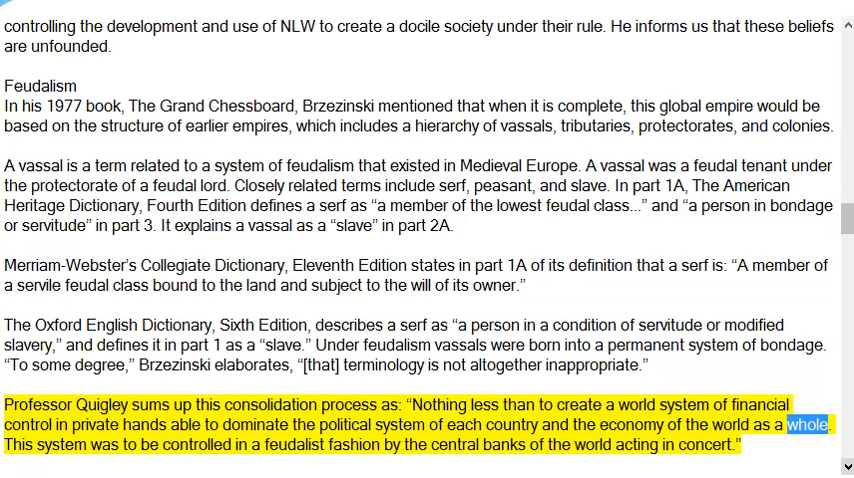 controlling the development and use of NLW to create a docile society under their rule. He informs us that these beliefs
are unfounded.
Feudalism
In his 1977 book, The Grand Chessboard, Brzezinski mentioned that when it is complete, this global empire would be
based on the structure of earlier empires, which includes a hierarchy of vassals, tributaries, protectorates, and colonies.
A vassal is a term related to a system of feudalism that existed in Medieval Europe. A vassal was a feudal tenant under
the protectorate of a feudal lord. Closely related terms include serf, peasant, and slave. In part 1A, The American
Heritage Dictionary, Fourth Edition defines a serf as “a member of the lowest feudal class...” and “a person in bondage
or servitude” in part 3. It explains a vassal as a “slave” in part 2A.
Merriam-Webster’s Collegiate Dictionary, Eleventh Edition states in part 1A of its definition that a serf is: “A member of
a servile feudal class bound to the land and subject to the will of its owner.”
The Oxford English Dictionary, Sixth Edition, describes a serf as “a person in a condition of servitude or modified
slavery,” and defines it in part 1 as a “slave.” Under feudalism vassals were born into a permanent system of bondage.
“To some degree,” Brzezinski elaborates, “[that] terminology is not altogether inappropriate.”
Professor Quigley sums up this consolidation process as: “Nothing less than to create a world system of financial
control in private hands able to dominate the political system of each country and the economy of the world as a whole.
This system was to be controlled in a feudalist fashion by the central banks of the world acting in concert.”